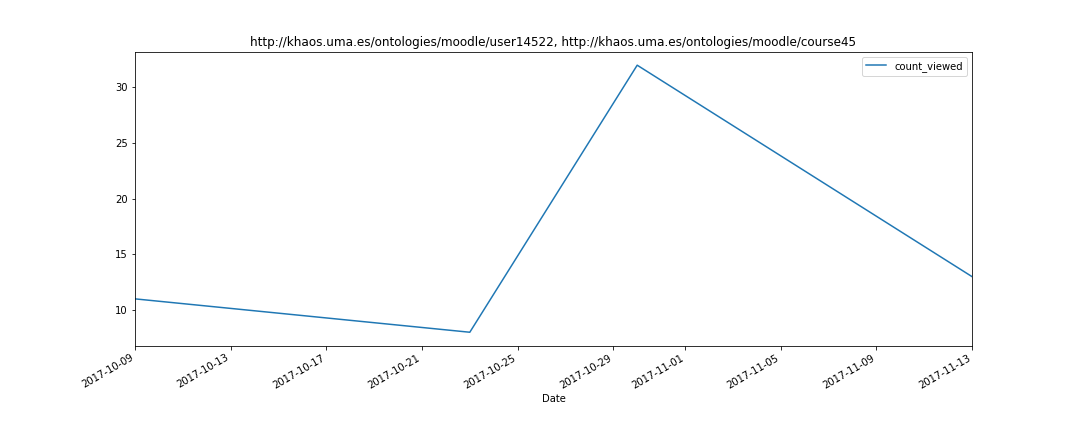 http://khaos.uma.es/ontologies/moodle/user14522, http://khaos.uma.es/ontologies/moodle/course45
count_viewed
30
25
20
15
10
2017-10-09 2017-10-13 2017-10-17 2017-10-21 2017-10-25 2017-10-29 2017-11-01 2017-11-05 2017-11-09 2017-11-13
Date